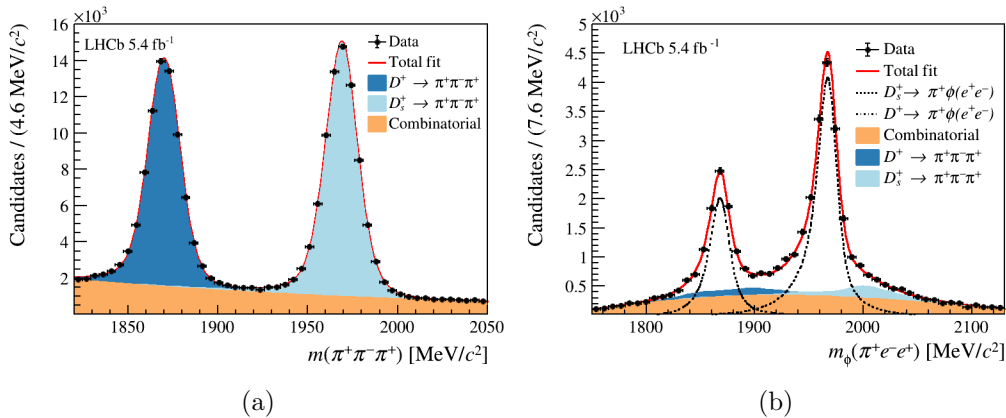 ×10³
16
14
12
10
8
6
4
2
Candidates / (4.6 MeV/c²)
LHCb 5.4 fb⁻¹
Data
Total fit
D⁺ → π⁺π⁻π⁺
Dₛ⁺ → π⁺π⁻π⁺
Combinatorial
1850 1900 1950 2000 2050
m(π⁺π⁻π⁺) [MeV/c²]
(a)
×10³
5
4.5
4
3.5
3
2.5
2
1.5
1
0.5
Candidates / (7.6 MeV/c²)
LHCb 5.4 fb⁻¹
Data
Total fit
Dₛ⁺ → π⁺ϕ(e⁺e⁻)
D⁺ → π⁺ϕ(e⁺e⁻)
Combinatorial
D⁺ → π⁺π⁻π⁺
Dₛ⁺ → π⁺π⁻π⁺
1800 1900 2000 2100
m_ϕ(π⁺e⁻e⁺) [MeV/c²]
(b)